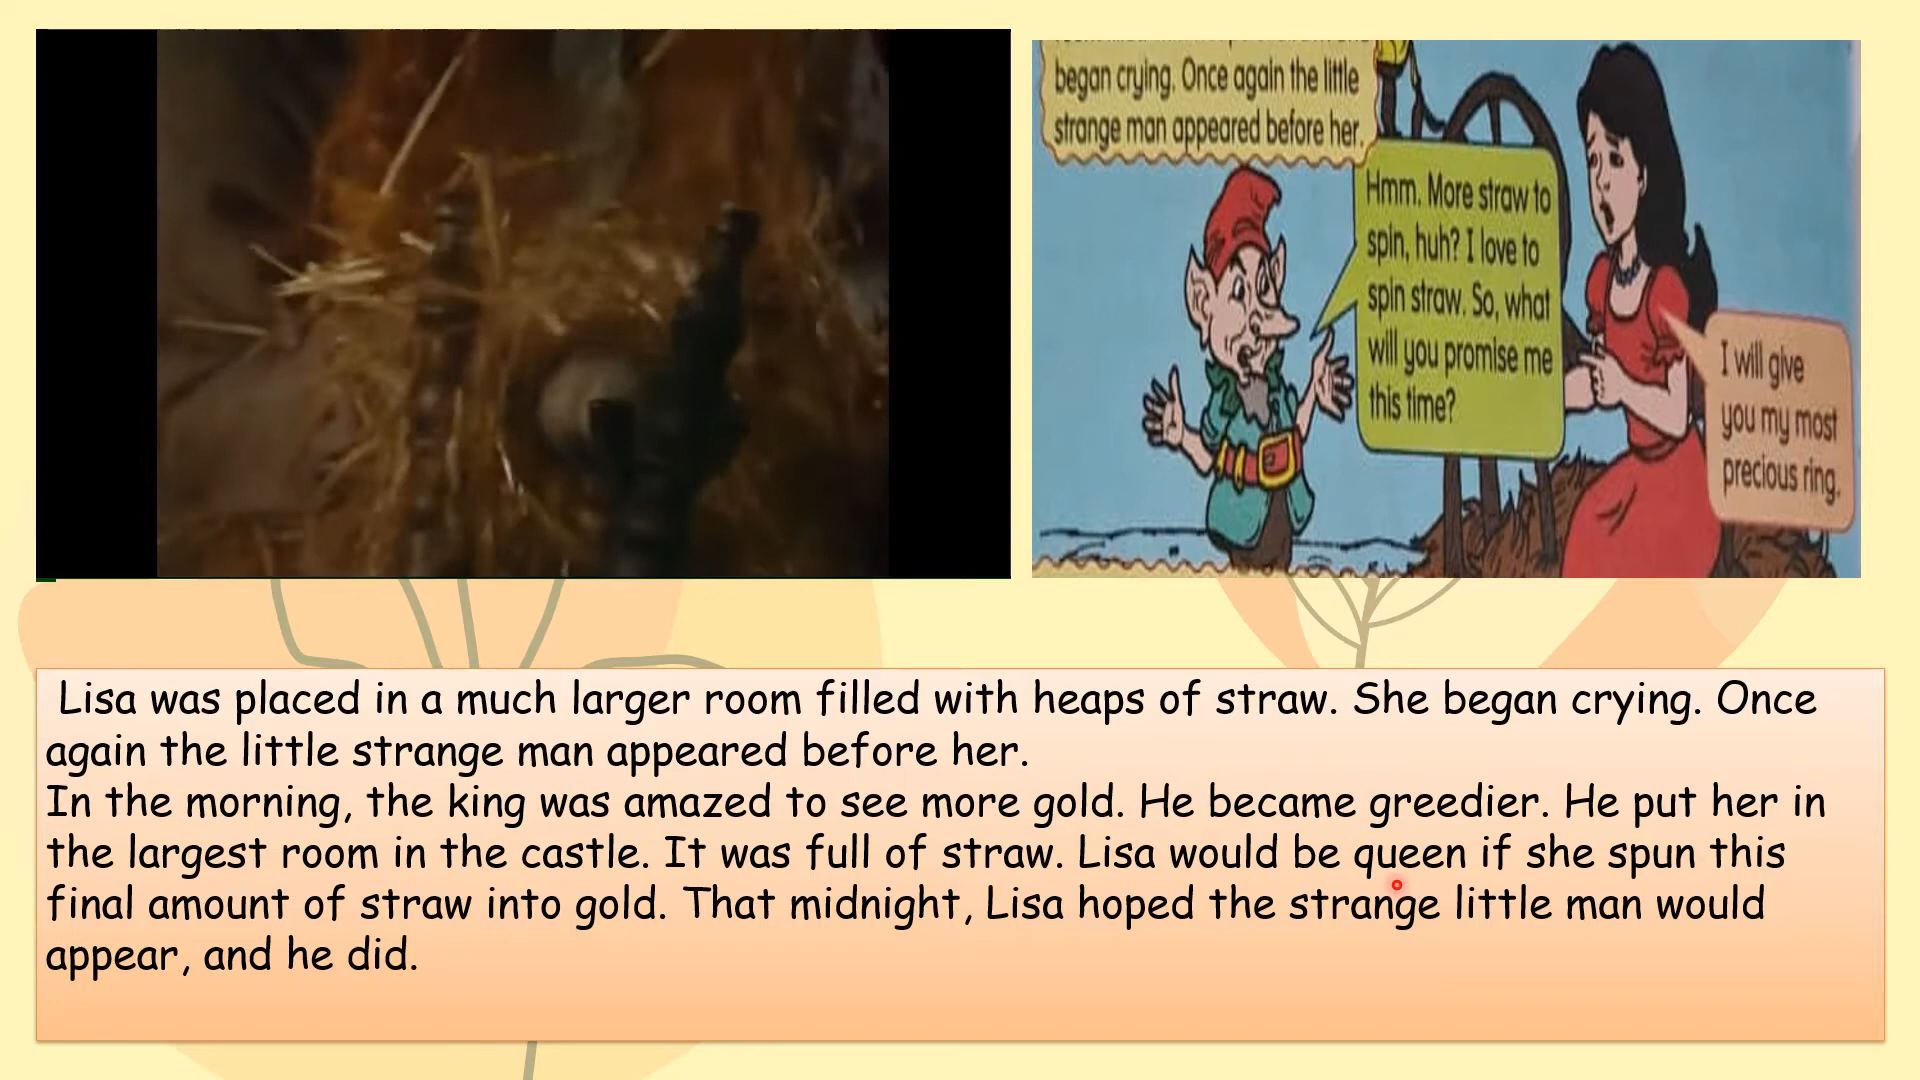 began crying. Once again the little
strange man appeared before her.
Hmm. More straw to
spin, huh? I love to
spin straw. So, what
will you promise me
this time?
I will give
you my most
precious ring.
Lisa was placed in a much larger room filled with heaps of straw. She began crying. Once
again the little strange man appeared before her.
In the morning, the king was amazed to see more gold. He became greedier. He put her in
the largest room in the castle. It was full of straw. Lisa would be queen if she spun this
final amount of straw into gold. That midnight, Lisa hoped the strange little man would
appear, and he did.